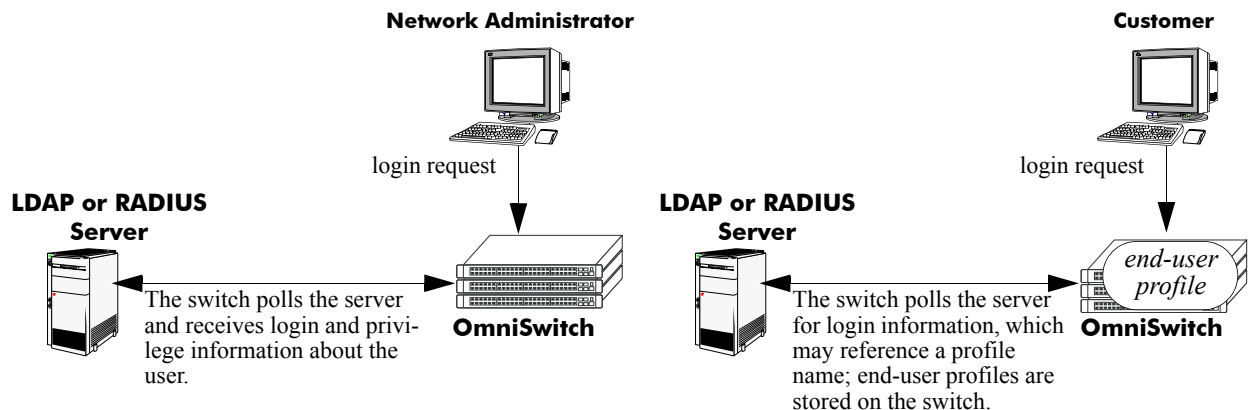 Network Administrator
login request
LDAP or RADIUS
Server
The switch polls the server
and receives login and privi-
lege information about the
user.
OmniSwitch
Customer
login request
LDAP or RADIUS
Server
end-user
profile
The switch polls the server
for login information, which
may reference a profile
name; end-user profiles are
stored on the switch.
OmniSwitch